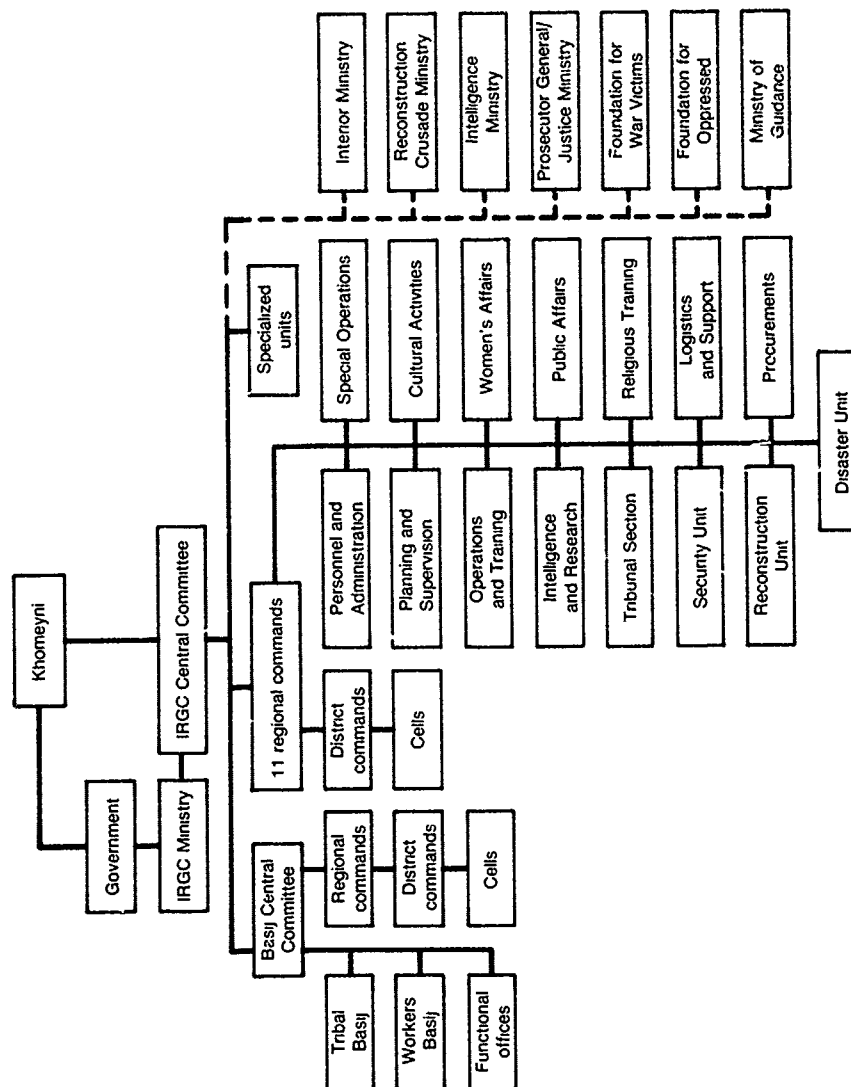 Khomeyni
Government
IRGC Ministry
IRGC Central Committee
Basij Central
Committee
11 regional commands
Specialized
units
Tribal
Basij
Workers
Basij
Functional
offices
Regional
commands
District
commands
Cells
District
commands
Cells
Personnel and
Administration
Planning and
Supervision
Operations
and Training
Intelligence
and Research
Tribunal Section
Security Unit
Reconstruction
Unit
Special Operations
Cultural Activities
Women's Affairs
Public Affairs
Religious Training
Logistics
and Support
Procurements
Disaster Unit
Interior Ministry
Reconstruction
Crusade Ministry
Intelligence
Ministry
Prosecutor General/
Justice Ministry
Foundation for
War Victims
Foundation for
Oppressed
Ministry of
Guidance